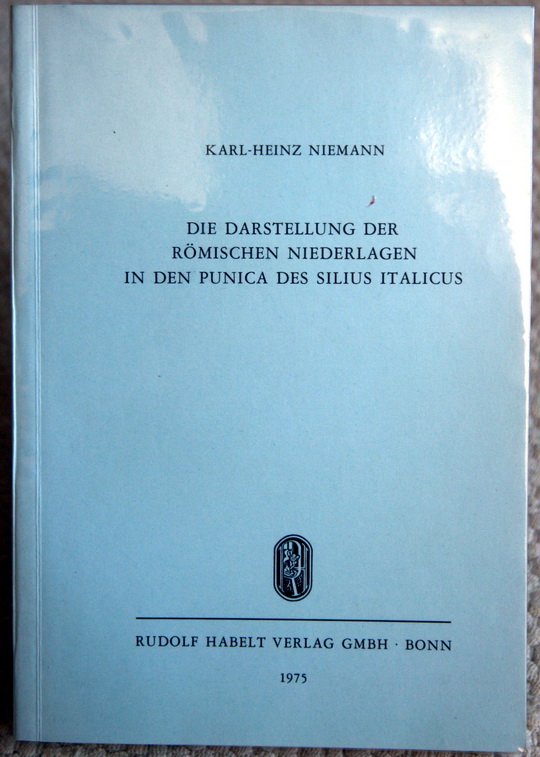 KARL-HEINZ NIEMANN
DIE DARSTELLUNG DER
RÖMISCHEN NIEDERLAGEN
IN DEN PUNICA DES SILIUS ITALICUS
RUDOLF HABELT VERLAG GMBH · BONN
1975